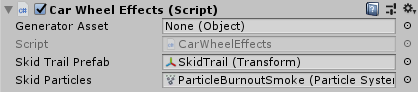 Car Wheel Effects (Script)
Generator Asset None (Object)
Script CarWheelEffects
Skid Trail Prefab SkidTrail (Transform)
Skid Particles ParticleBurnoutSmoke (Particle System